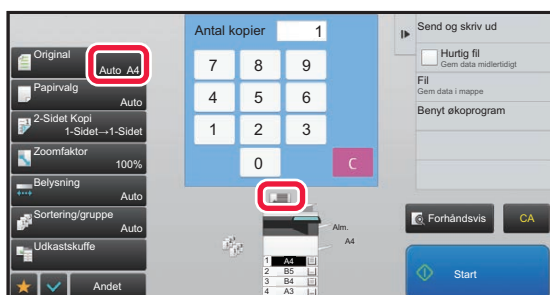 Original
Auto A4
Papirvalg
Auto
2-Sidet Kopi
1-Sidet→1-Sidet
Zoomfaktor
100%
Belysning
Auto
Sortering/gruppe
Auto
Udkastskuffe
Andet
Antal kopier 1
7 8 9
4 5 6
1 2 3
0 C
Alm.
A4
1 A4
2 B5
3 B4
4 A3
Send og skriv ud
Hurtig fil
Gem data midlertidigt
Fil
Gem data i mappe
Benyt økoprogram
Forhåndsvis CA
Start